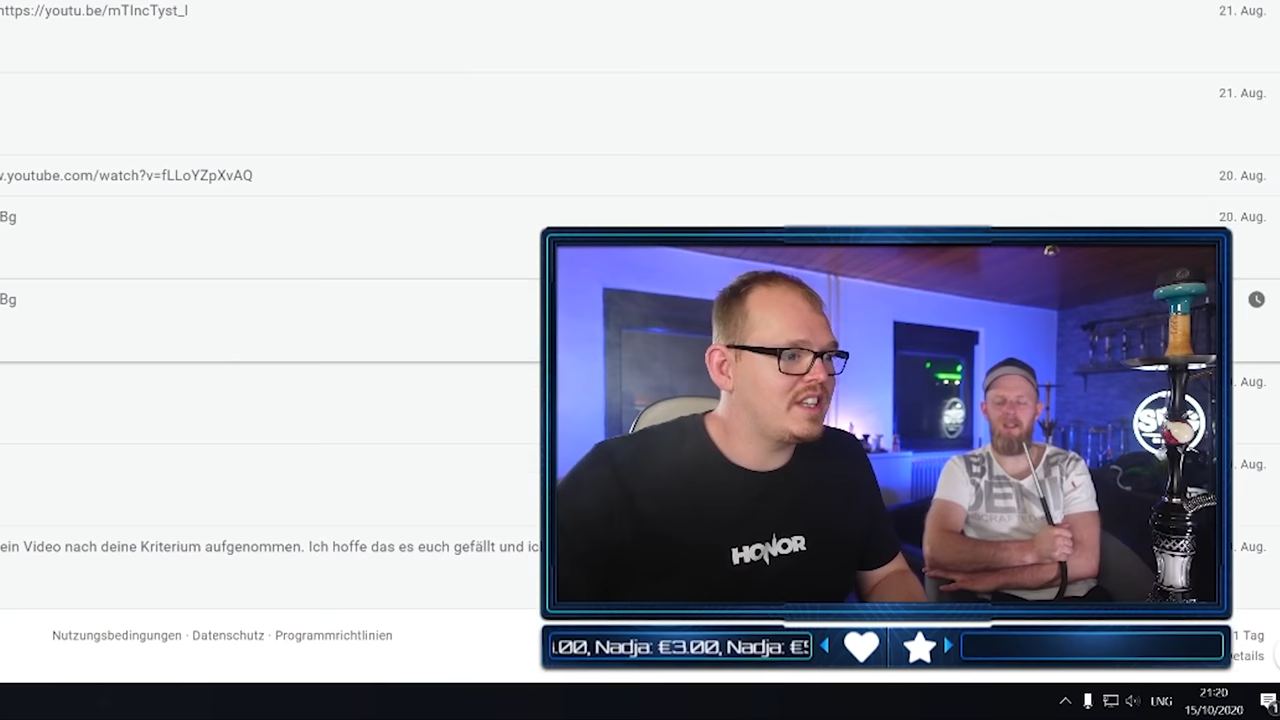 https://youtu.be/mTIncTyst_I
21. Aug.
21. Aug.
.youtube.com/watch?v=fLLoYZpXvAQ
20. Aug.
Bg
20. Aug.
Bg
Aug.
Aug.
ein Video nach deine Kriterium aufgenommen. Ich hoffe das es euch gefällt und
Aug.
HONOR
Nutzungsbedingungen · Datenschutz · Programmrichtlinien
1 Tag
.00, Nadja: €3.00, Nadja:
etails
ENG
21:20
15/10/2020